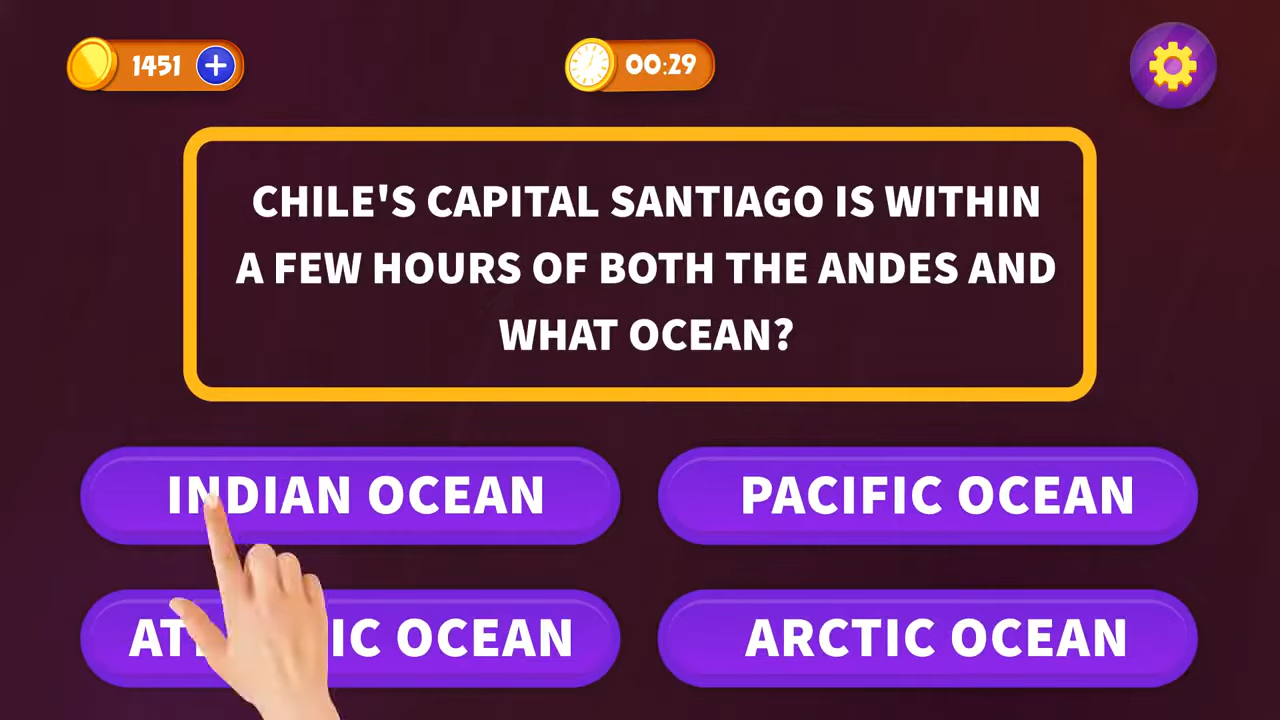 1451
00:29
CHILE'S CAPITAL SANTIAGO IS WITHIN
A FEW HOURS OF BOTH THE ANDES AND
WHAT OCEAN?
INDIAN OCEAN
PACIFIC OCEAN
OCEAN
ARCTIC OCEAN